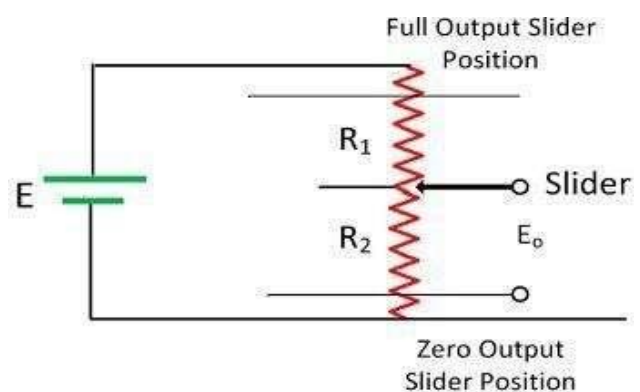 Full Output Slider
Position
R₁
E
Slider
R₂
Eₒ
Zero Output
Slider Position